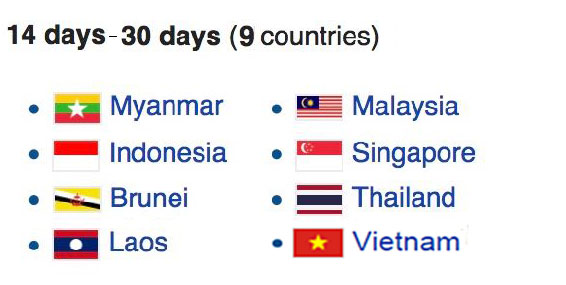 14 days-30 days (9 countries)
Myanmar
Indonesia
Brunei
Laos
Malaysia
Singapore
Thailand
Vietnam